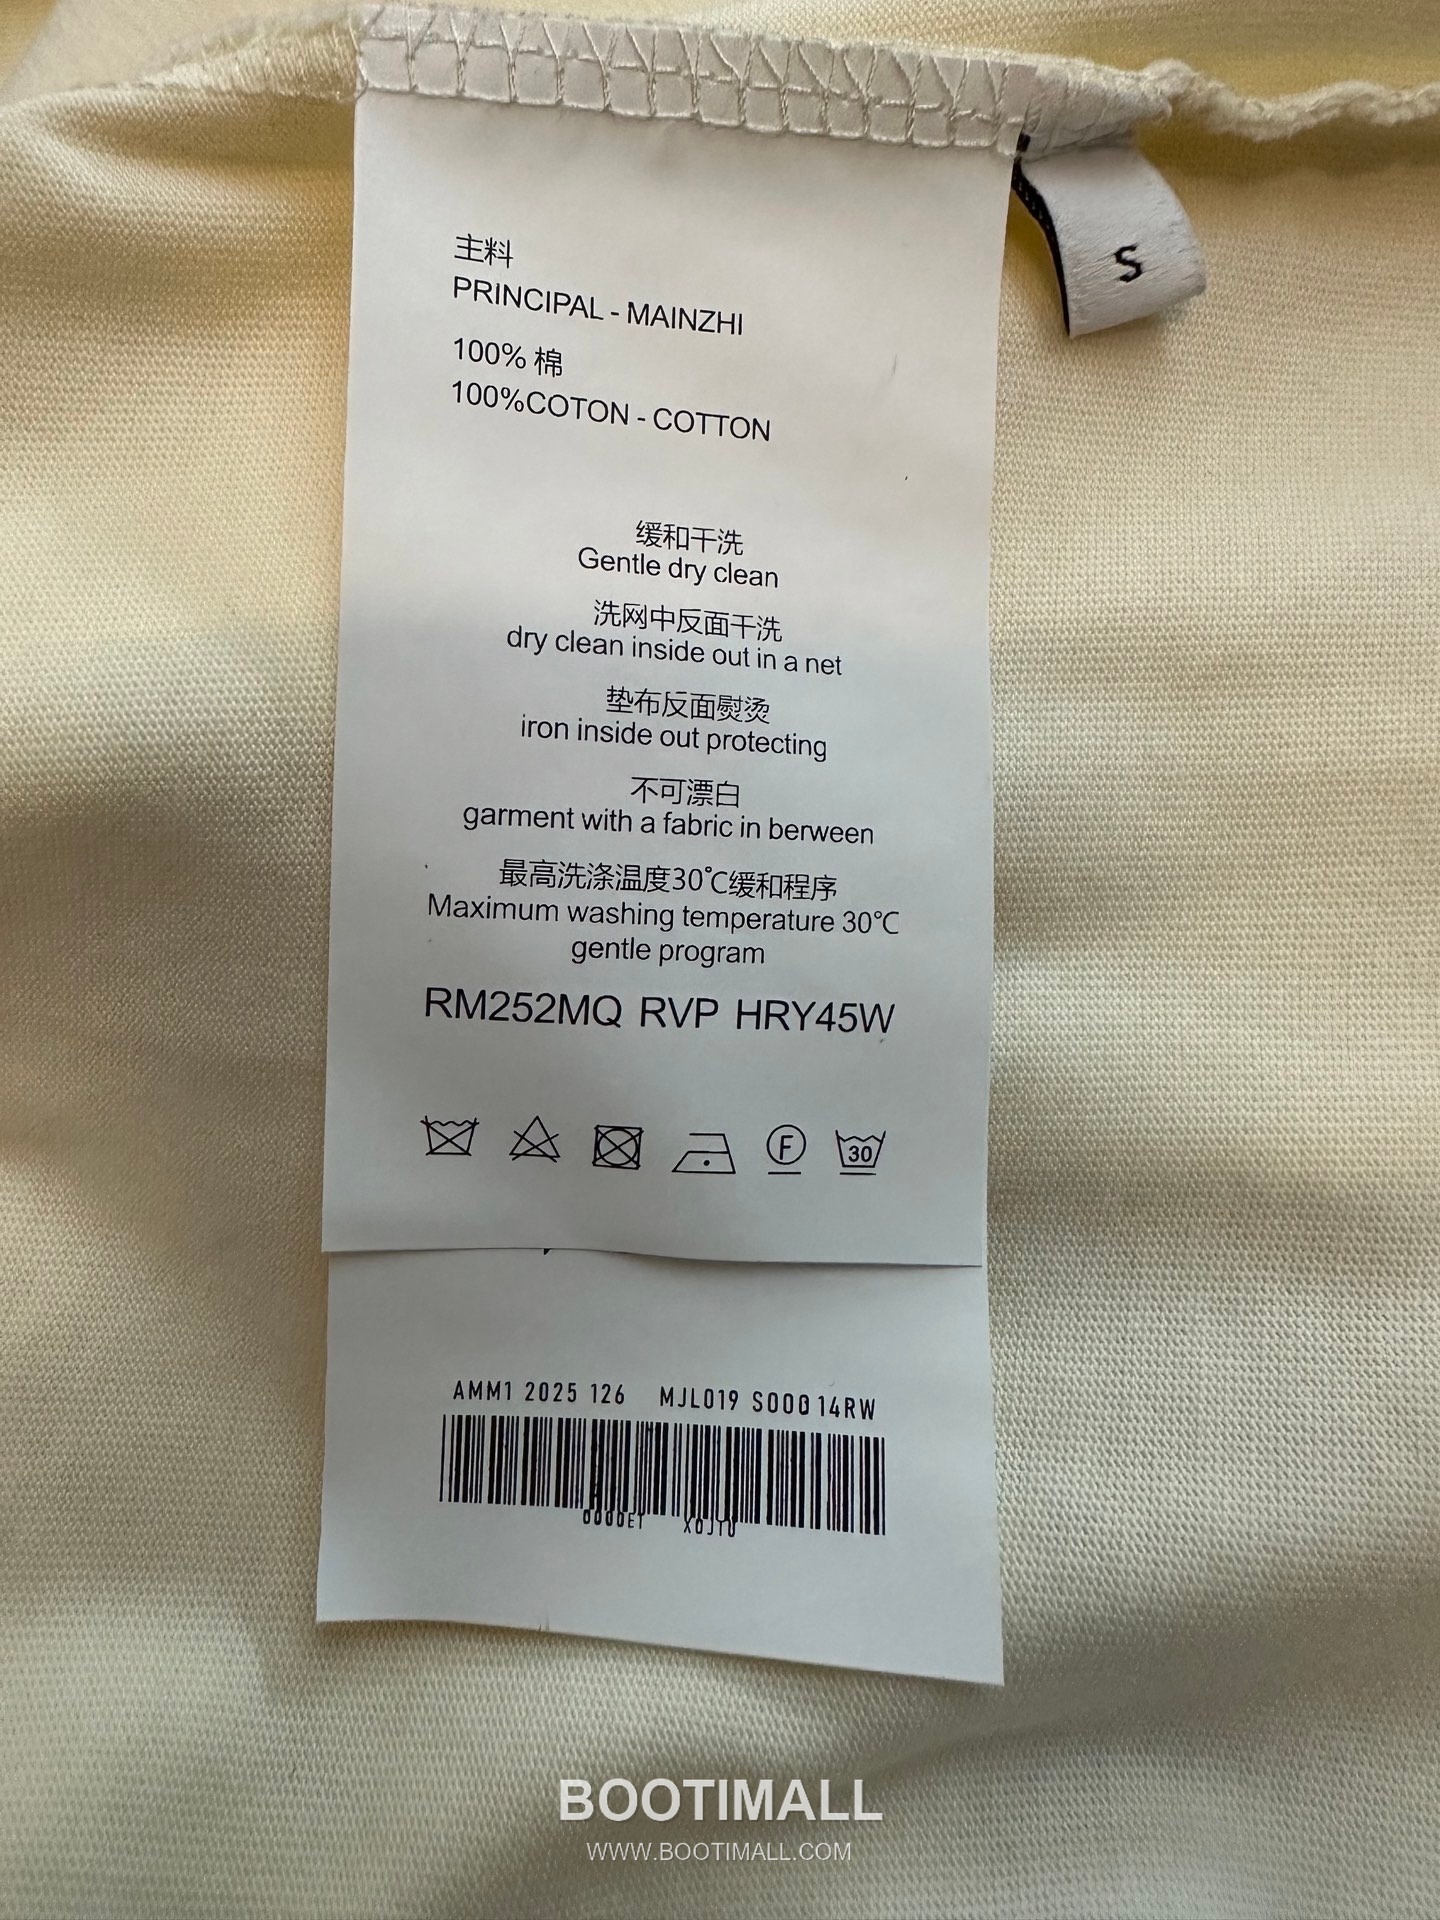 S
主料
PRINCIPAL - MAINZHI
100% 棉
100%COTON - COTTON
缓和干洗
Gentle dry clean
洗网中反面干洗
dry clean inside out in a net
垫布反面熨烫
iron inside out protecting
不可漂白
garment with a fabric in berween
最高洗涤温度30℃缓和程序
Maximum washing temperature 30℃
gentle program
RM252MQ RVP HRY45W
F
30
AMM1 2025 126 MJL019 S00014RW
BOOTIMALL
WWW.BOOTIMALL.COM